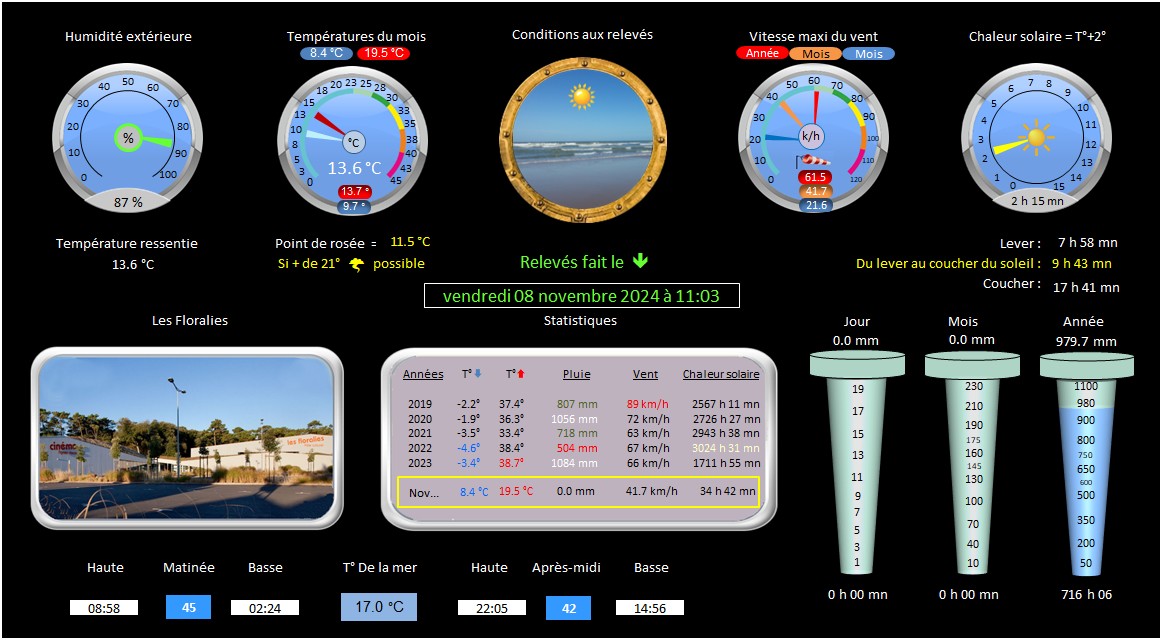 Humidité extérieure
0
10
20
30
40
50
60
70
80
90
100
%
87 %
Températures du mois
8.4 °C 19.5 °C
0
3
5
8
10
13
15
18
20
23
25
28
30
33
35
38
40
43
45
°C
13.6 °C
13.7 °
9.7 °
Conditions aux relevés
Vitesse maxi du vent
Année Mois Mois
0
10
20
30
40
50
60
70
80
90
100
110
120
k/h
61.5
41.7
21.6
Chaleur solaire = T°+2°
0
1
2
3
4
5
6
7
8
9
10
11
12
13
14
15
2 h 15 mn
Température ressentie
13.6 °C
Point de rosée = 11.5 °C
Si + de 21° possible
Relevés fait le
vendredi 08 novembre 2024 à 11:03
Lever : 7 h 58 mn
Du lever au coucher du soleil : 9 h 43 mn
Coucher : 17 h 41 mn
Les Floralies
cinéma
les floralies
Statistiques
Années T° T° Pluie Vent Chaleur solaire
2019 -2.2° 37.4° 807 mm 89 km/h 2567 h 11 mn
2020 -1.9° 36.3° 1056 mm 72 km/h 2726 h 27 mn
2021 -3.5° 33.4° 718 mm 63 km/h 2943 h 38 mn
2022 -4.6° 38.4° 504 mm 67 km/h 3024 h 31 mn
2023 -3.4° 38.7° 1084 mm 66 km/h 1711 h 55 mn
Nov... 8.4 °C 19.5 °C 0.0 mm 41.7 km/h 34 h 42 mn
Jour
0.0 mm
19
17
15
13
11
9
7
5
3
1
0 h 00 mn
Mois
0.0 mm
230
210
190
175
160
145
130
100
70
40
10
0 h 00 mn
Année
979.7 mm
1100
980
900
800
750
650
600
500
350
200
50
716 h 06
Haute Matinée Basse
08:58 45 02:24
T° De la mer
17.0 °C
Haute Après-midi Basse
22:05 42 14:56